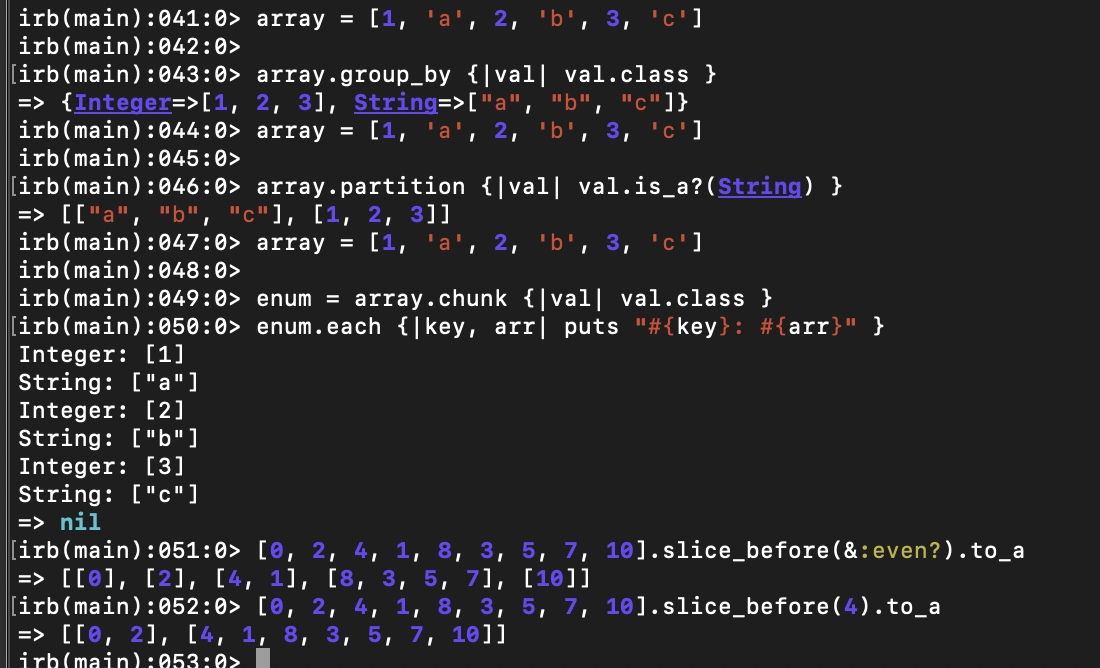 irb(main):041:0> array = [1, 'a', 2, 'b', 3, 'c']
irb(main):042:0>
[irb(main):043:0> array.group_by {|val| val.class }
=> {Integer=>[1, 2, 3], String=>["a", "b", "c"]}
irb(main):044:0> array = [1, 'a', 2, 'b', 3, 'c']
irb(main):045:0>
[irb(main):046:0> array.partition {|val| val.is_a?(String) }
=> [["a", "b", "c"], [1, 2, 3]]
irb(main):047:0> array = [1, 'a', 2, 'b', 3, 'c']
irb(main):048:0>
irb(main):049:0> enum = array.chunk {|val| val.class }
[irb(main):050:0> enum.each {|key, arr| puts "#{key}: #{arr}" }
Integer: [1]
String: ["a"]
Integer: [2]
String: ["b"]
Integer: [3]
String: ["c"]
=> nil
[irb(main):051:0> [0, 2, 4, 1, 8, 3, 5, 7, 10].slice_before(&:even?).to_a
=> [[0], [2], [4, 1], [8, 3, 5, 7], [10]]
[irb(main):052:0> [0, 2, 4, 1, 8, 3, 5, 7, 10].slice_before(4).to_a
=> [[0, 2], [4, 1, 8, 3, 5, 7, 10]]
irb(main):053:0>